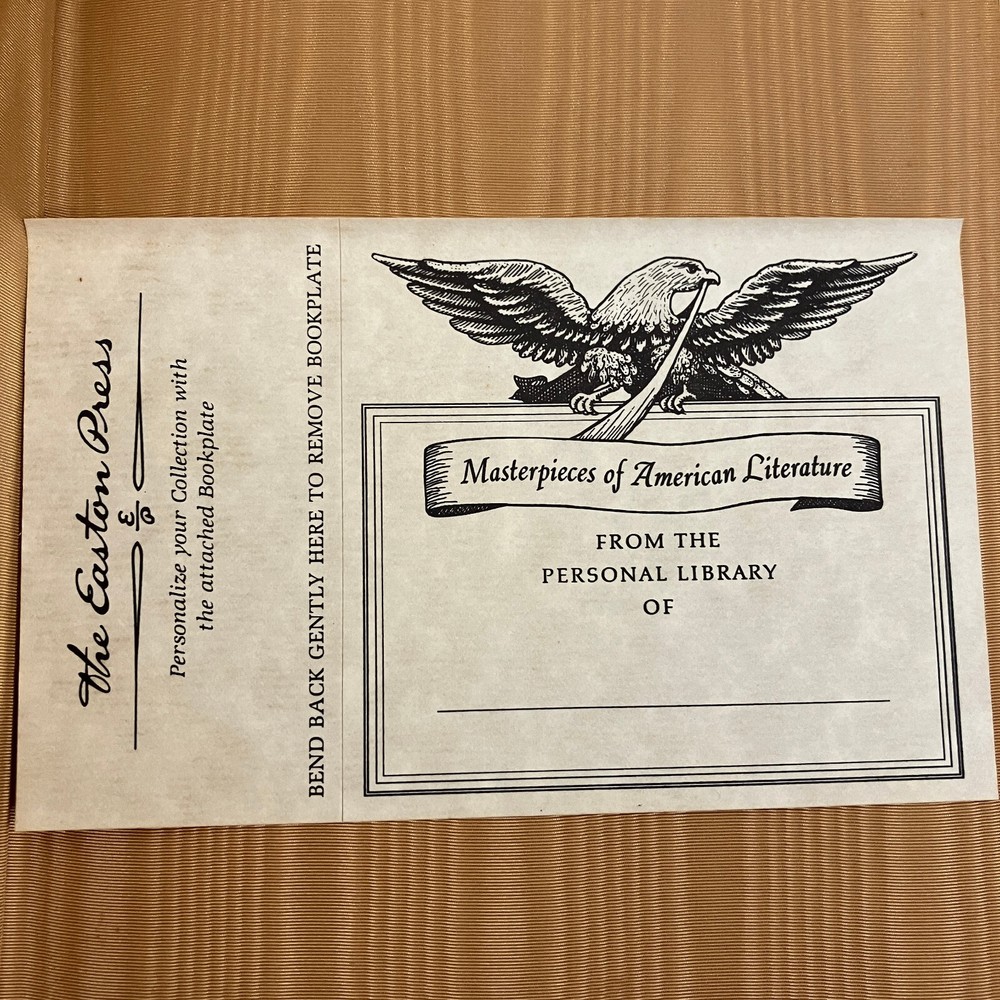 The Easton Press
EP
Personalize your Collection with
the attached Bookplate
BEND BACK GENTLY HERE TO REMOVE BOOKPLATE
Masterpieces of American Literature
FROM THE
PERSONAL LIBRARY
OF